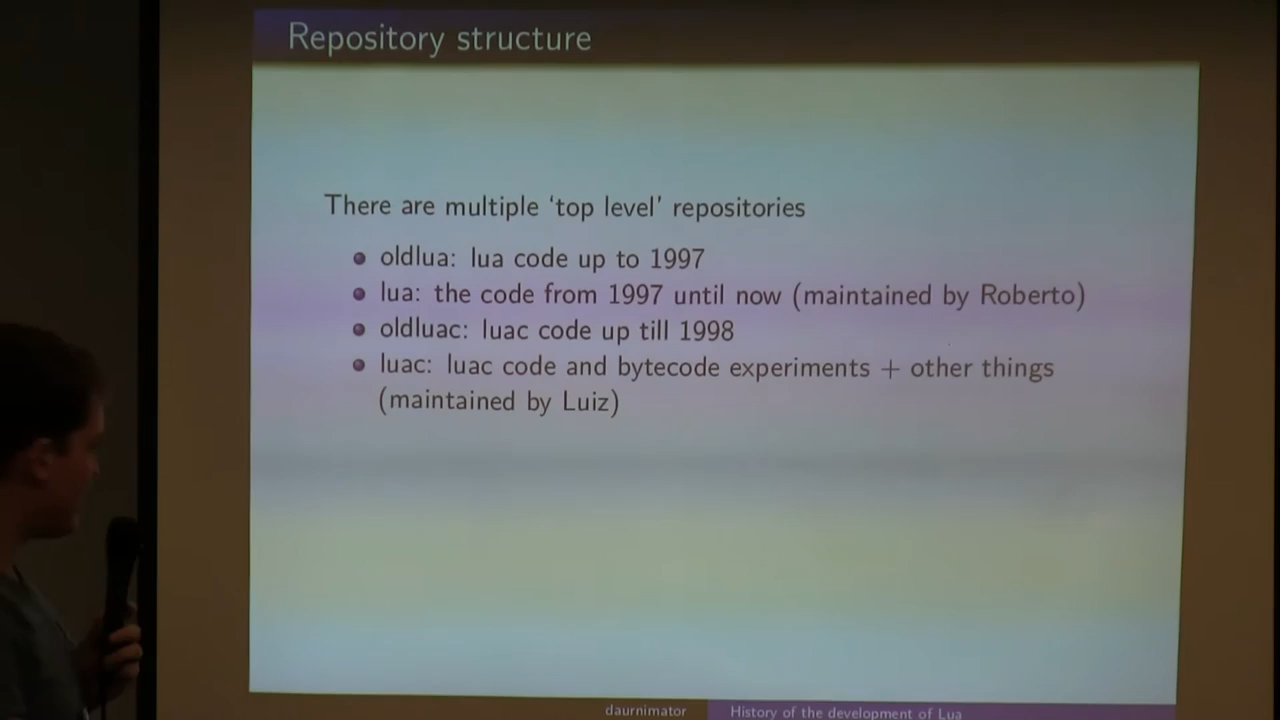 Repository structure
There are multiple ‘top level’ repositories
oldlua: lua code up to 1997
lua: the code from 1997 until now (maintained by Roberto)
oldluac: luac code up till 1998
luac: luac code and bytecode experiments + other things
(maintained by Luiz)
daurnimator
History of the development of Lua